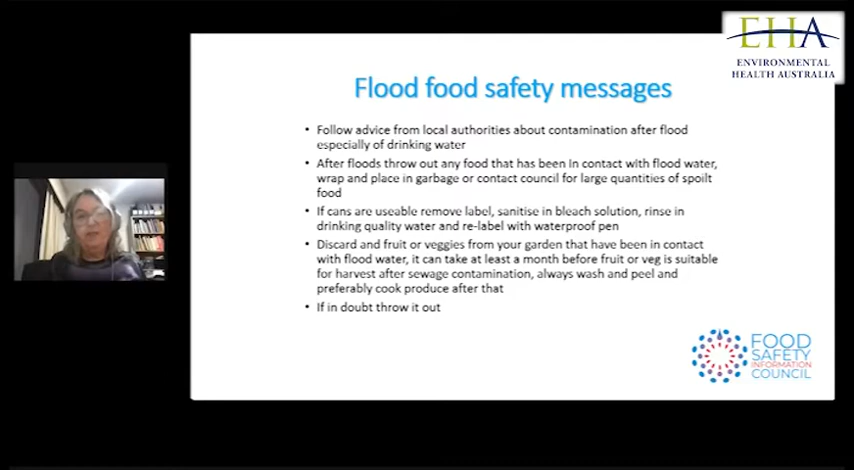 EHA
ENVIRONMENTAL
HEALTH AUSTRALIA
Flood food safety messages
• Follow advice from local authorities about contamination after flood
especially of drinking water
• After floods throw out any food that has been in contact with flood water,
wrap and place in garbage or contact council for large quantities of spoilt
food
• If cans are useable remove label, sanitise in bleach solution, rinse in
drinking quality water and re-label with waterproof pen
• Discard and fruit or veggies from your garden that have been in contact
with flood water, it can take at least a month before fruit or veg is suitable
for harvest after sewage contamination, always wash and peel and
preferably cook produce after that
• If in doubt throw it out
FOOD
SAFETY
INFORMATION
COUNCIL